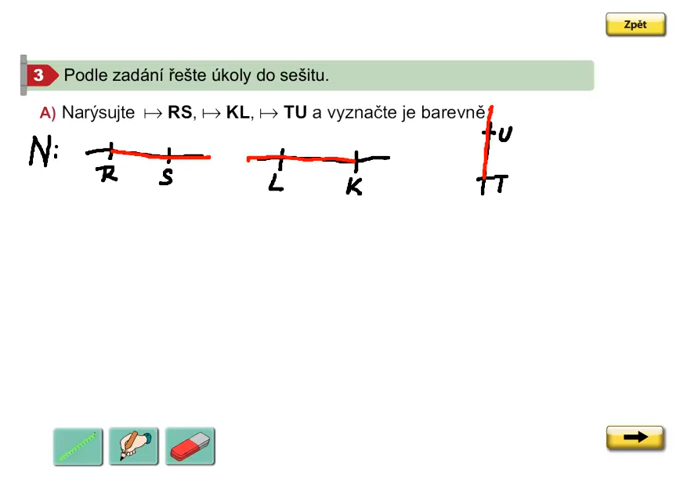 Zpět
3 Podle zadání řešte úkoly do sešitu.
A) Narýsujte ↦ RS, ↦ KL, ↦ TU a vyznačte je barevně.
N:
R S L K U T